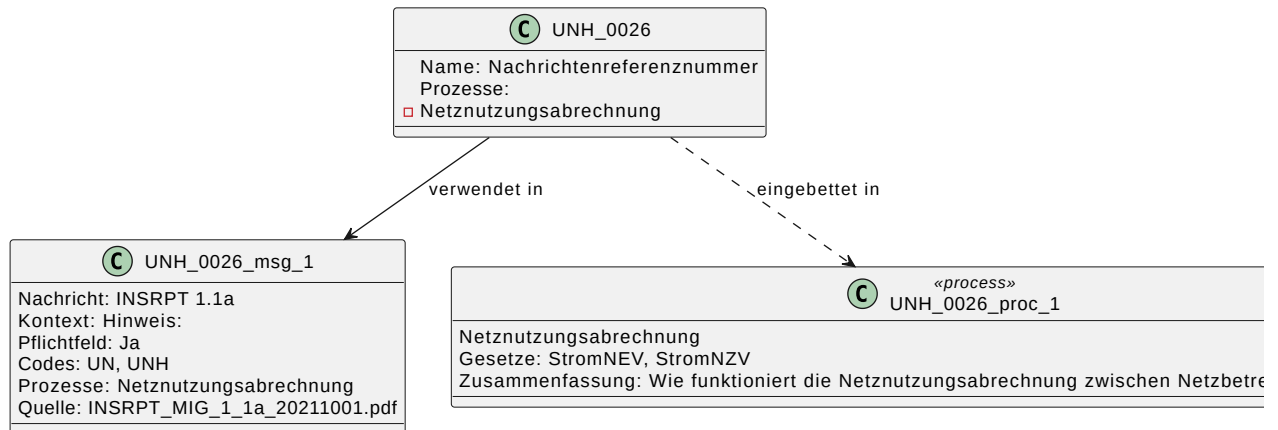 C UNH_0026
Name: Nachrichtenreferenznummer
Prozesse:
Netznutzungsabrechnung
verwendet in
eingebettet in
C UNH_0026_msg_1
Nachricht: INSRPT 1.1a
Kontext: Hinweis:
Pflichtfeld: Ja
Codes: UN, UNH
Prozesse: Netznutzungsabrechnung
Quelle: INSRPT_MIG_1_1a_20211001.pdf
C «process»
UNH_0026_proc_1
Netznutzungsabrechnung
Gesetze: StromNEV, StromNZV
Zusammenfassung: Wie funktioniert die Netznutzungsabrechnung zwischen Netzbetre